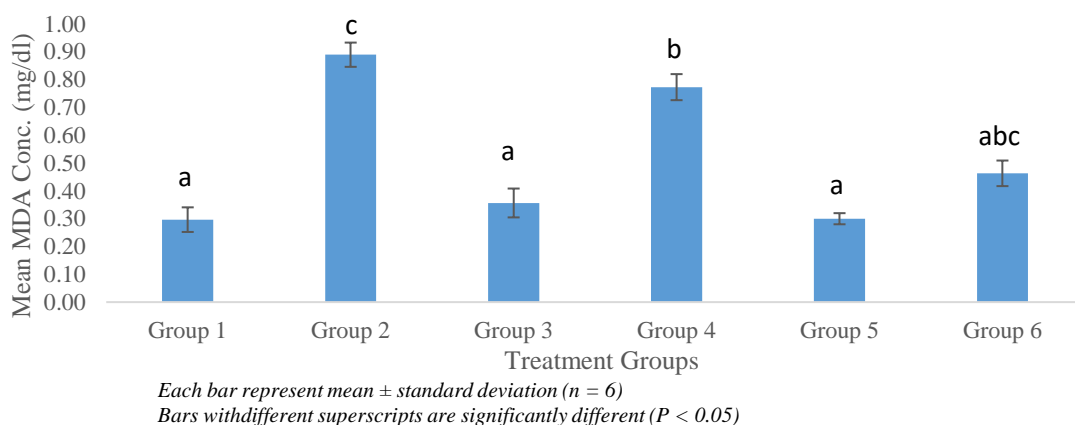 Mean MDA Conc. (mg/dl)
1.00
0.90
0.80
0.70
0.60
0.50
0.40
0.30
0.20
0.10
0.00
a
c
a
b
a
abc
Group 1
Group 2
Group 3
Group 4
Group 5
Group 6
Treatment Groups
Each bar represent mean ± standard deviation (n = 6)
Bars withdifferent superscripts are significantly different (P < 0.05)